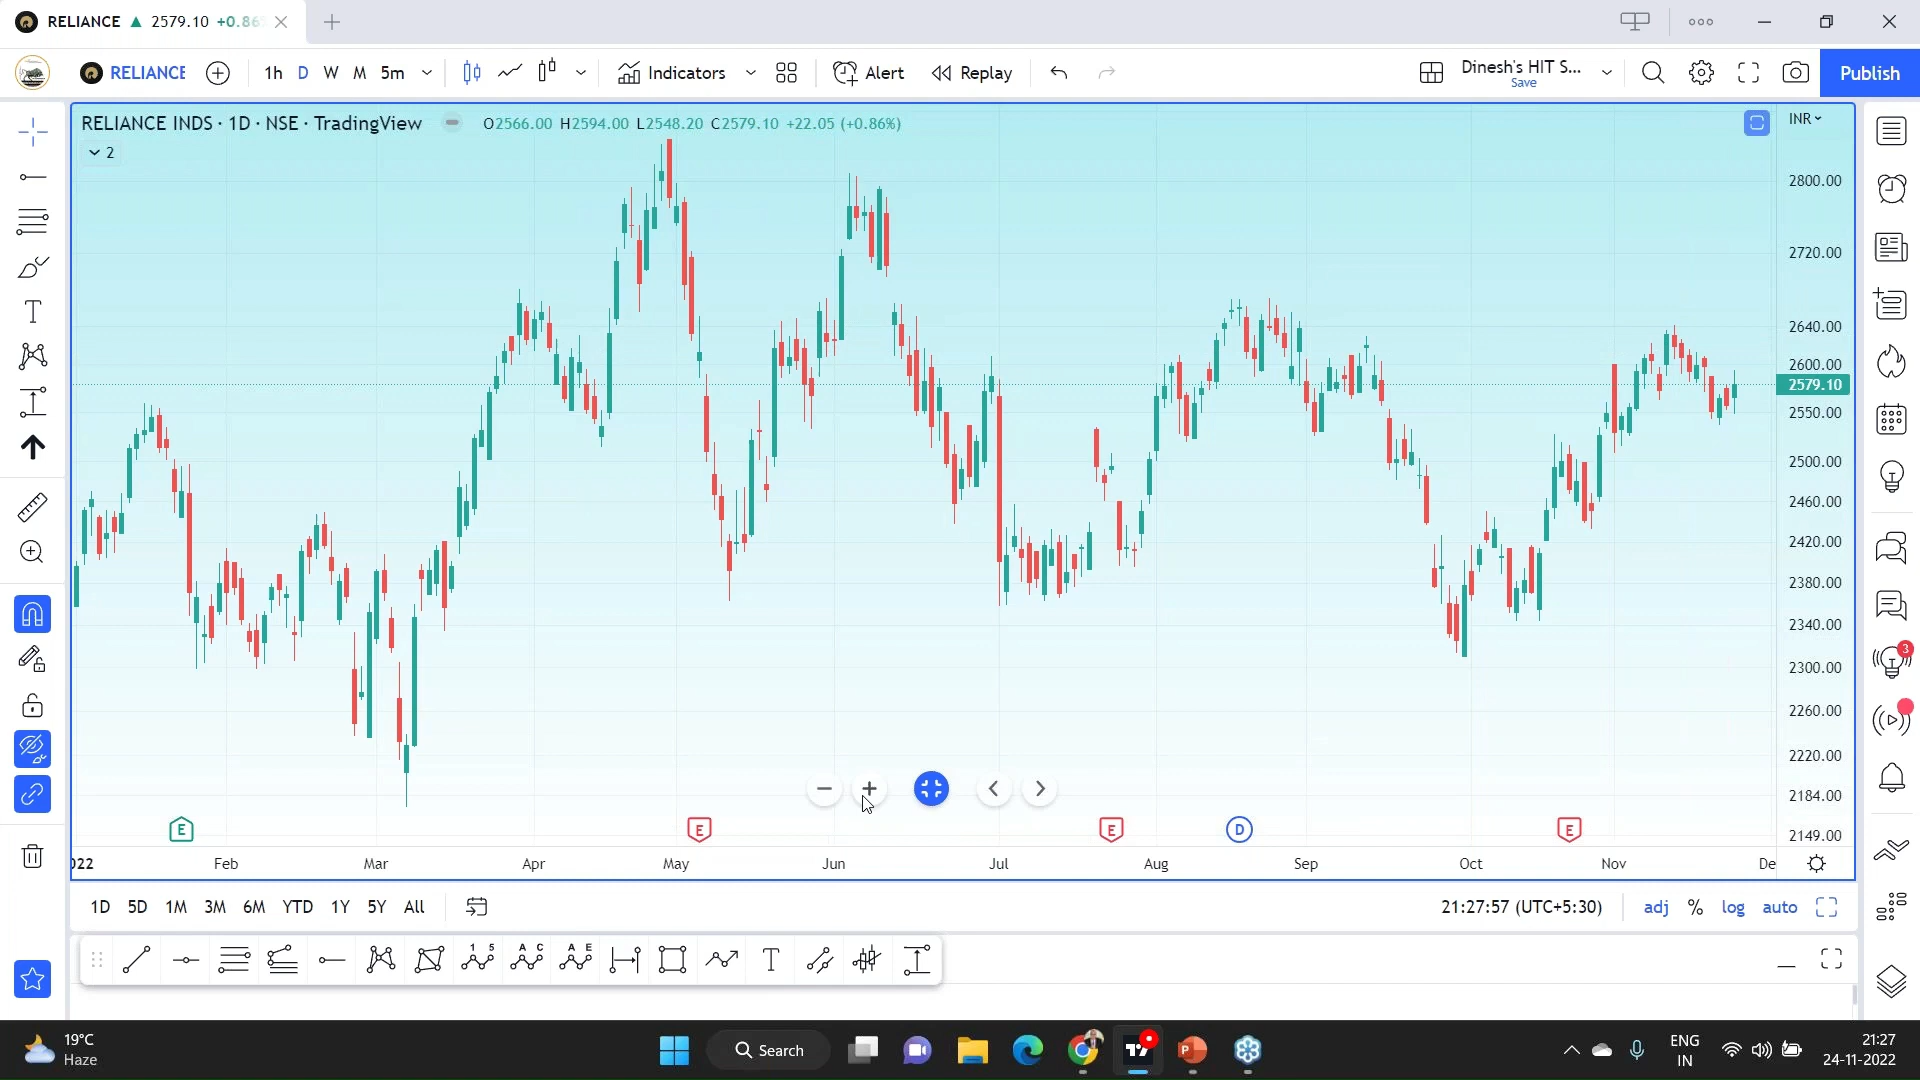 RELIANCE ▲ 2579.10 +0.86
RELIANCE 1h D W M 5m Indicators Alert Replay Dinesh's HIT S... Save Publish
RELIANCE INDS · 1D · NSE · TradingView O2566.00 H2594.00 L2548.20 C2579.10 +22.05 (+0.86%)
INR
2
2800.00
2720.00
2640.00
2600.00
2579.10
2550.00
2500.00
2460.00
2420.00
2380.00
2340.00
2300.00
2260.00
2220.00
2184.00
2149.00
3
E E E D E
022 Feb Mar Apr May Jun Jul Aug Sep Oct Nov De
1D 5D 1M 3M 6M YTD 1Y 5Y All 21:27:57 (UTC+5:30) adj % log auto
1 5 A C A E T
19°C
Haze
Search
ENG
IN
21:27
24-11-2022